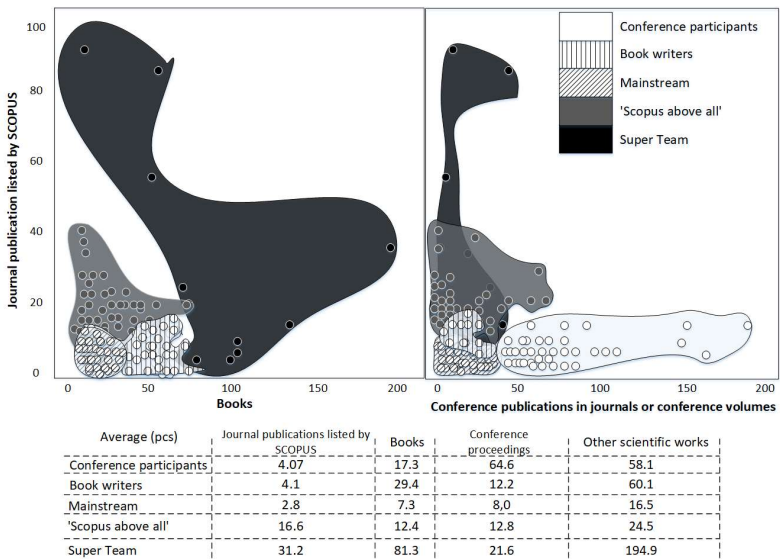 Journal publication listed by SCOPUS
100
80
60
40
20
0
0 50 100 150 200
Books
Conference participants
Book writers
Mainstream
'Scopus above all'
Super Team
0 50 100 150 200
Conference publications in journals or conference volumes
Average (pcs) Journal publications listed by SCOPUS Books Conference proceedings Other scientific works
Conference participants 4.07 17.3 64.6 58.1
Book writers 4.1 29.4 12.2 60.1
Mainstream 2.8 7.3 8,0 16.5
'Scopus above all' 16.6 12.4 12.8 24.5
Super Team 31.2 81.3 21.6 194.9